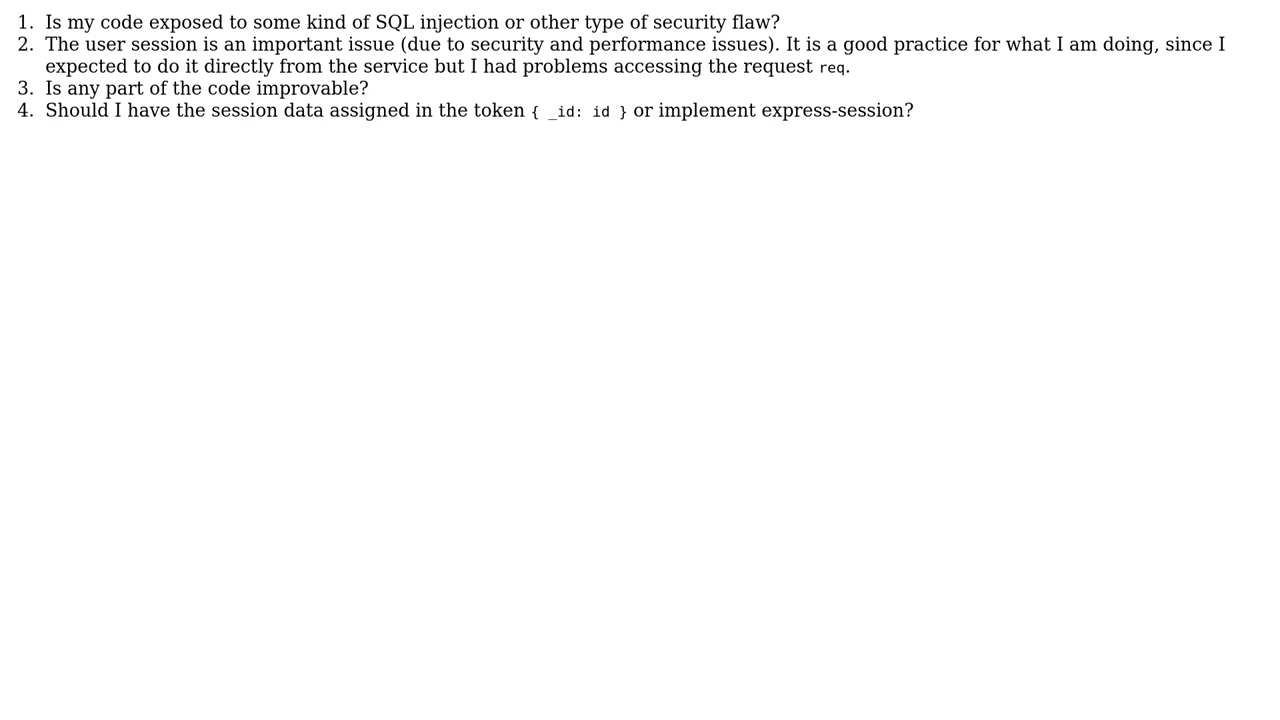 1. Is my code exposed to some kind of SQL injection or other type of security flaw?
2. The user session is an important issue (due to security and performance issues). It is a good practice for what I am doing, since I
expected to do it directly from the service but I had problems accessing the request req.
3. Is any part of the code improvable?
4. Should I have the session data assigned in the token { _id: id } or implement express-session?